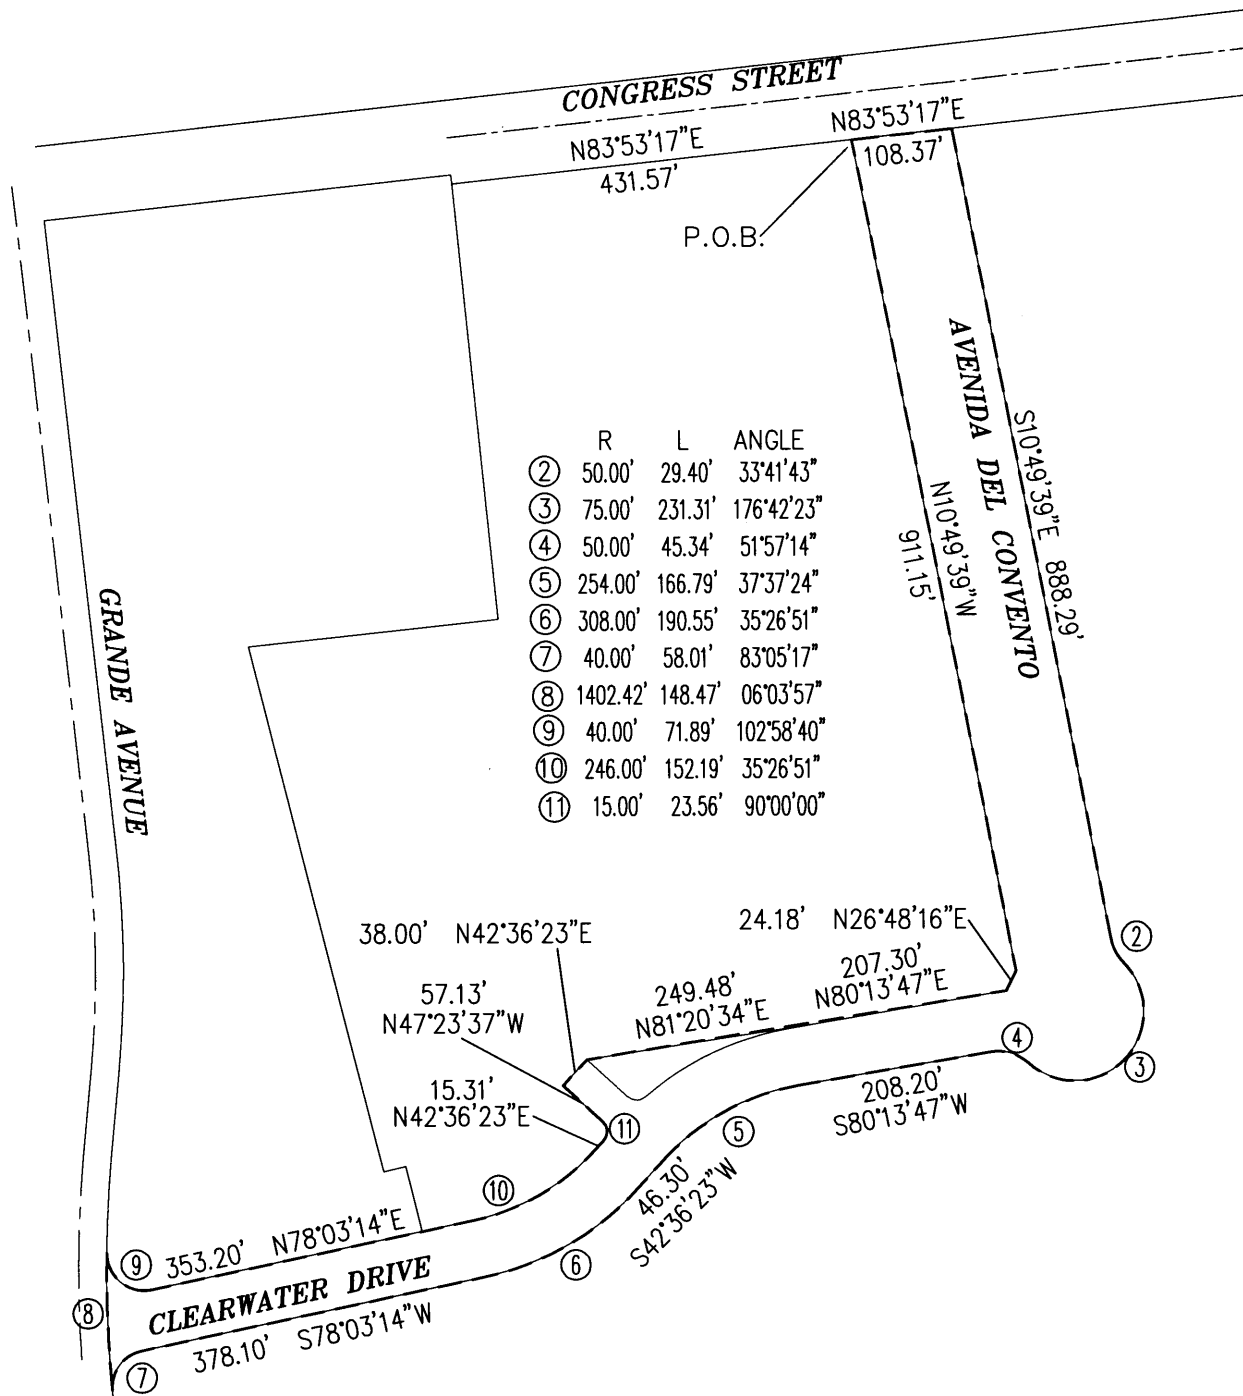 CONGRESS STREET
N83°53'17"E
N83°53'17"E
108.37'
431.57'
P.O.B.
AVENIDA DEL CONVENTO
S10°49'39"E 888.29'
N10°49'39"W
911.15'
R L ANGLE
2 50.00' 29.40' 33°41'43"
3 75.00' 231.31' 176°42'23"
4 50.00' 45.34' 51°57'14"
5 254.00' 166.79' 37°37'24"
6 308.00' 190.55' 35°26'51"
7 40.00' 58.01' 83°05'17"
8 1402.42' 148.47' 06°03'57"
9 40.00' 71.89' 102°58'40"
10 246.00' 152.19' 35°26'51"
11 15.00' 23.56' 90°00'00"
GRANDE AVENUE
38.00' N42°36'23"E
24.18' N26°48'16"E
2
207.30'
N80°13'47"E
249.48'
N81°20'34"E
57.13'
N47°23'37"W
4
3
15.31'
N42°36'23"E
208.20'
S80°13'47"W
11
5
46.30'
S42°36'23"W
10
6
9
353.20' N78°03'14"E
CLEARWATER DRIVE
8
378.10' S78°03'14"W
7